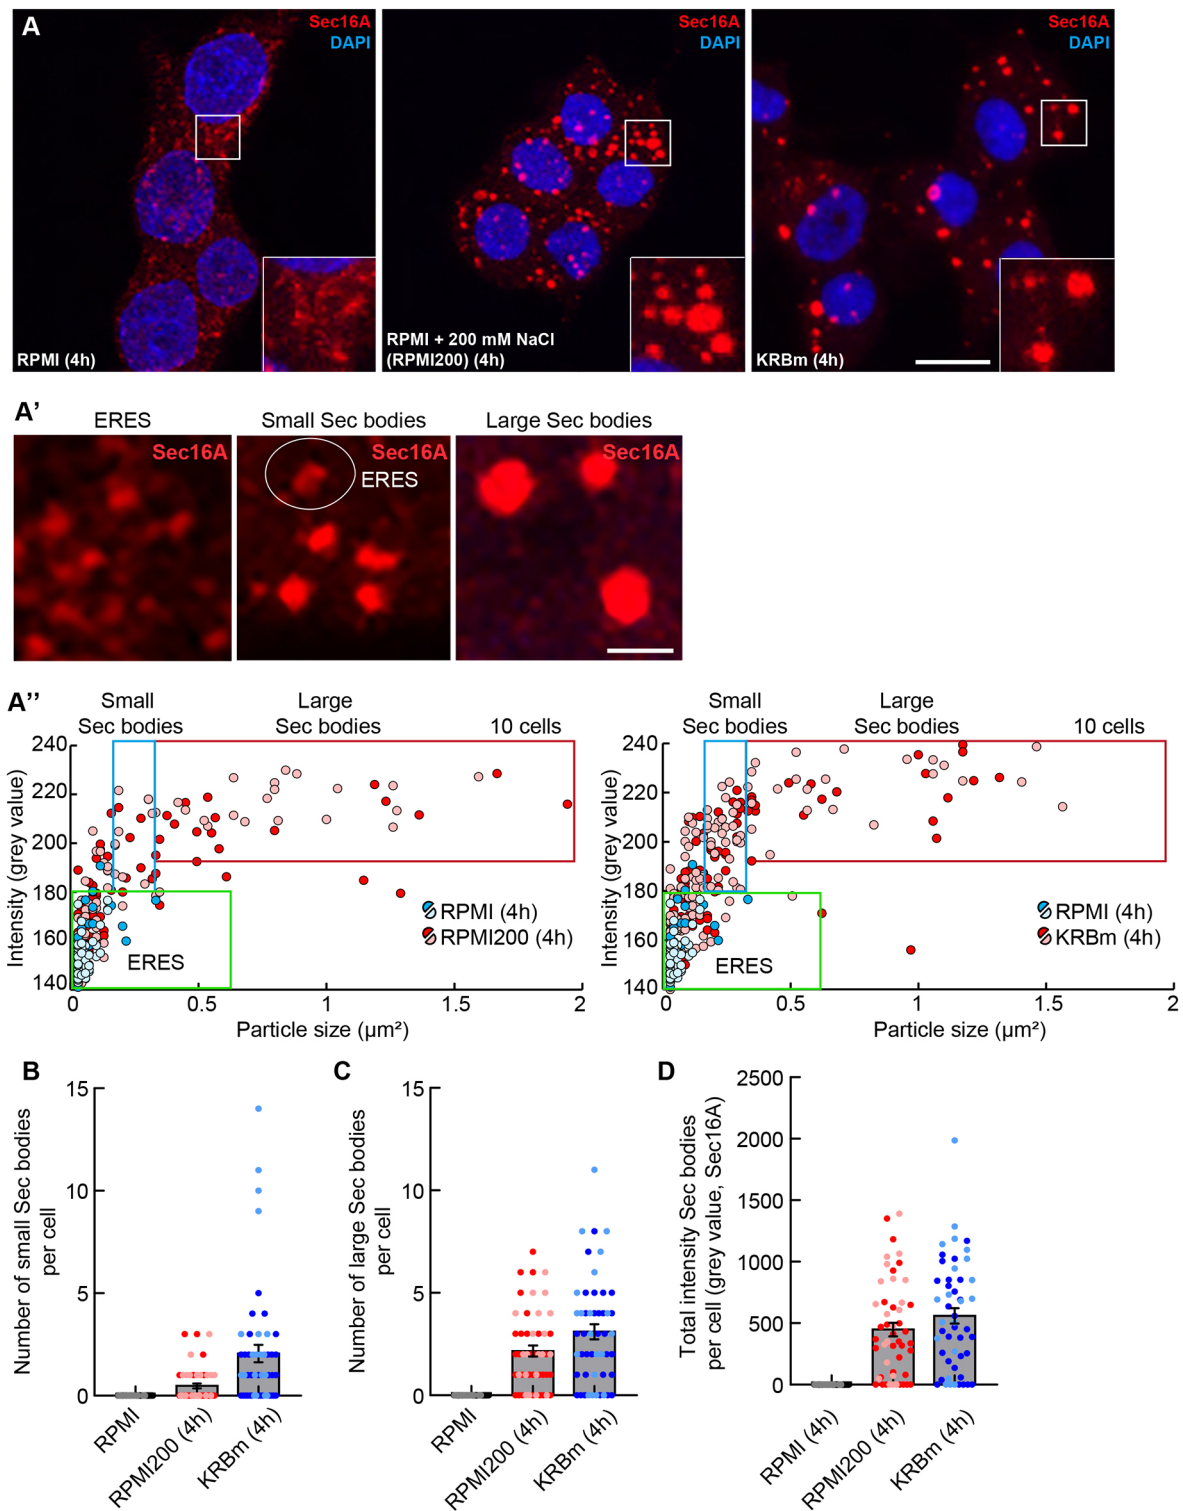 A
Sec16A
DAPI
RPMI (4h)
Sec16A
DAPI
RPMI + 200 mM NaCl
(RPMI200) (4h)
Sec16A
DAPI
KRBm (4h)
A'
ERES
Small Sec bodies
Large Sec bodies
Sec16A
Sec16A
ERES
Sec16A
A''
Small
Sec bodies
Large
Sec bodies
10 cells
Intensity (grey value)
240
220
200
180
160
140
ERES
RPMI (4h)
RPMI200 (4h)
0
0.5
1
1.5
2
Particle size (µm²)
Small
Sec bodies
Large
Sec bodies
10 cells
Intensity (grey value)
240
220
200
180
160
140
ERES
RPMI (4h)
KRBm (4h)
0
0.5
1
1.5
2
Particle size (µm²)
B
Number of small Sec bodies
per cell
15
10
5
0
RPMI
RPMI200 (4h)
KRBm (4h)
C
Number of large Sec bodies
per cell
15
10
5
0
RPMI
RPMI200 (4h)
KRBm (4h)
D
Total intensity Sec bodies
per cell (grey value, Sec16A)
2500
2000
1500
1000
500
0
RPMI (4h)
RPMI200 (4h)
KRBm (4h)